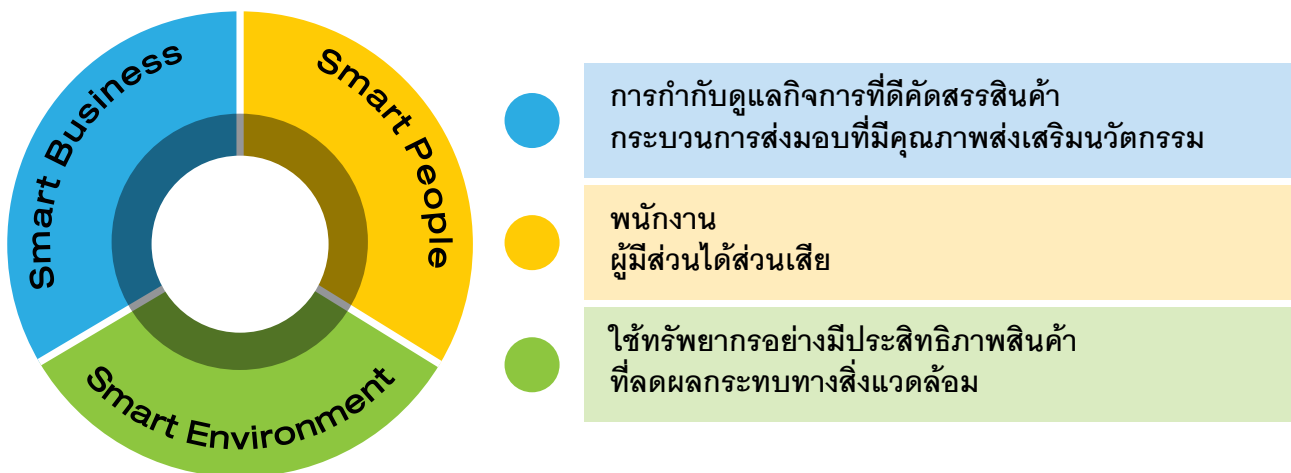 Smart Business
Smart People
Smart Environment
การกำกับดูแลกิจการที่ดีคัดสรรสินค้า
กระบวนการส่งมอบที่มีคุณภาพส่งเสริมนวัตกรรม
พนักงาน
ผู้มีส่วนได้ส่วนเสีย
ใช้ทรัพยากรอย่างมีประสิทธิภาพสินค้า
ที่ลดผลกระทบทางสิ่งแวดล้อม